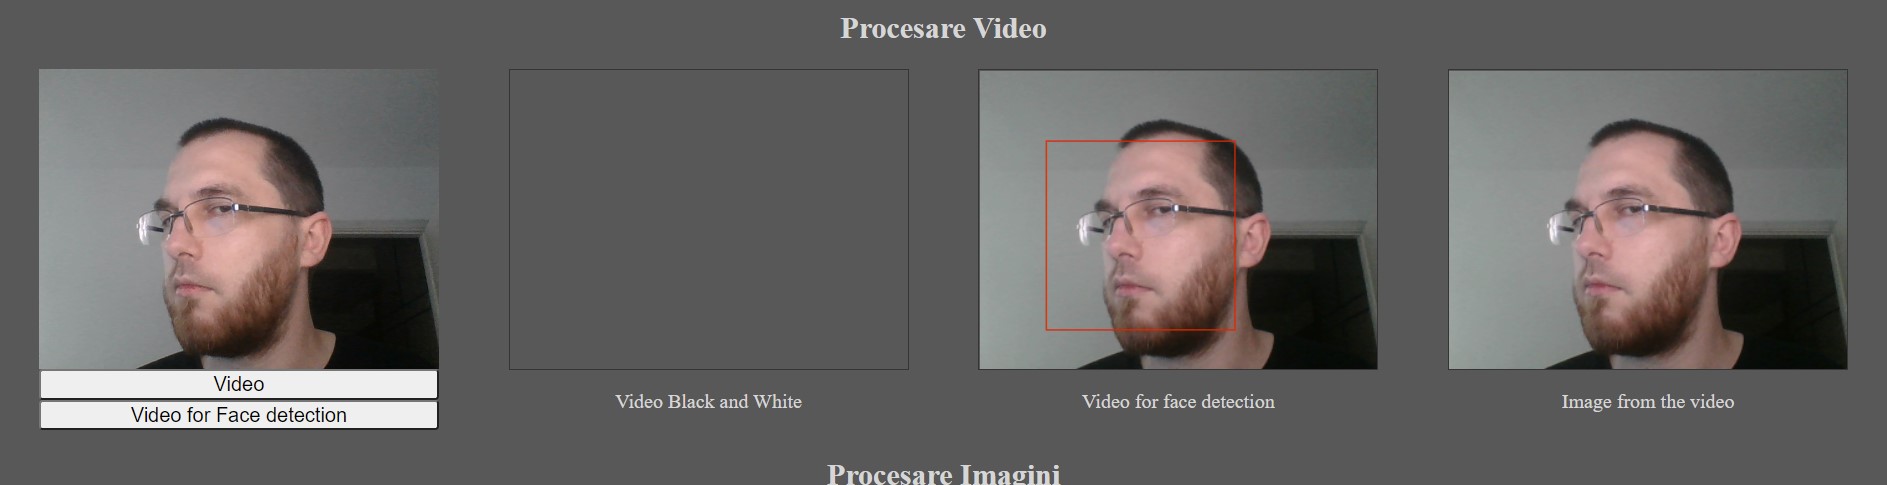 Procesare Video
Video
Video for Face detection
Video Black and White
Video for face detection
Image from the video
Procesare Imagini